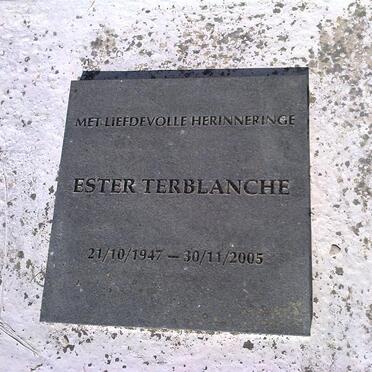 MET LIEFDEVOLLE HERINNERINGE
ESTER TERBLANCHE
21/10/1947 – 30/11/2005